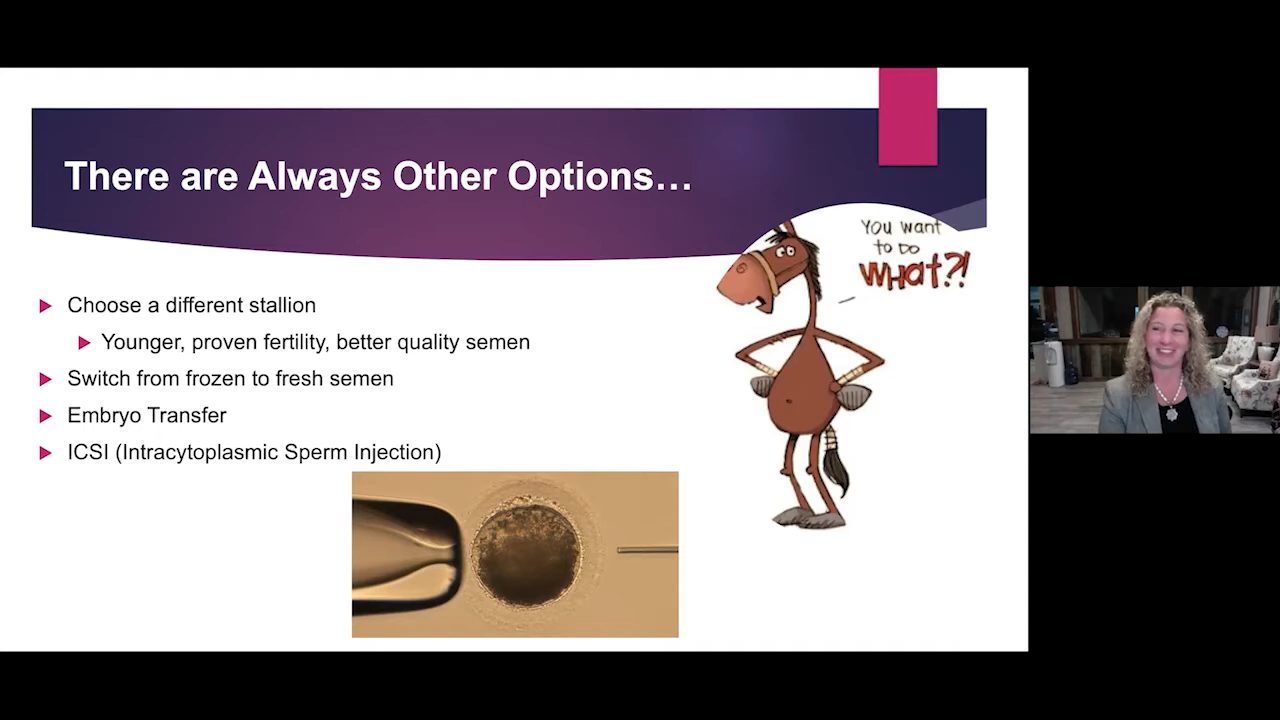 There are Always Other Options…
You want
to do
WHAT?!
Choose a different stallion
Younger, proven fertility, better quality semen
Switch from frozen to fresh semen
Embryo Transfer
ICSI (Intracytoplasmic Sperm Injection)